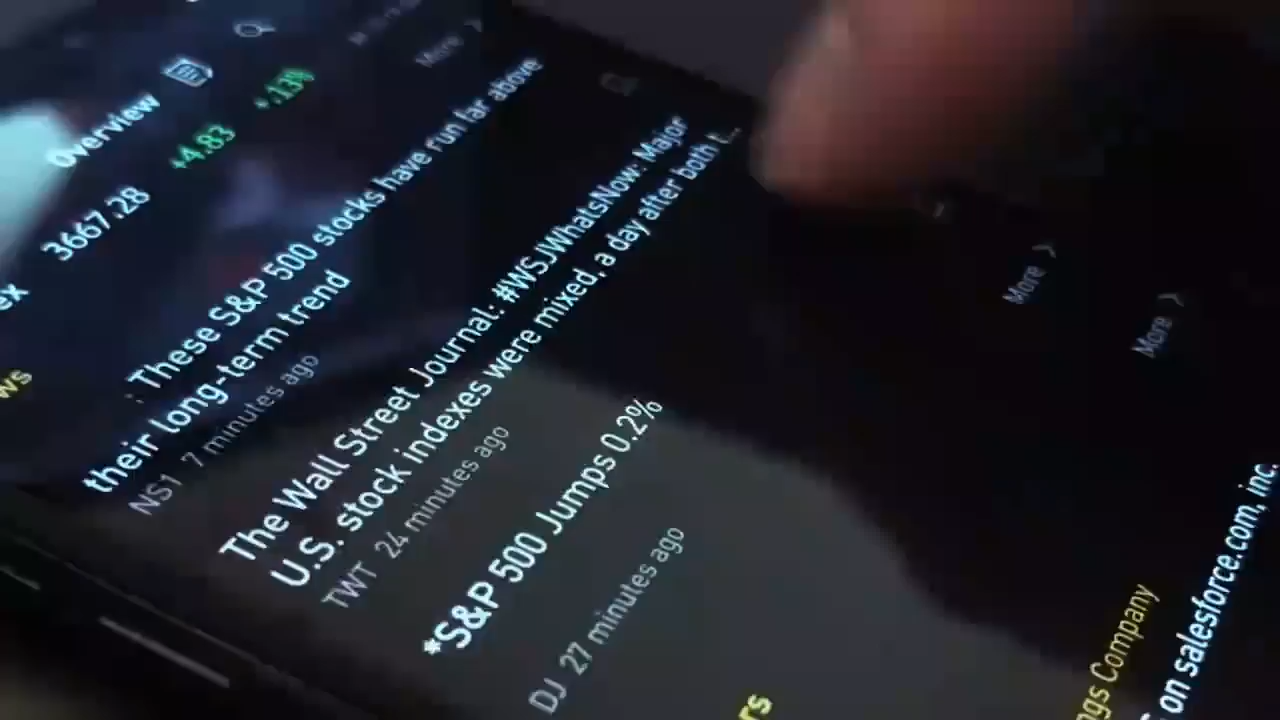 Overview
3667.28 +4.83 +.13%
More
These S&P 500 stocks have run far above
their long-term trend
NS1 7 minutes ago
The Wall Street Journal: #WSJWhatsNow: Major
U.S. stock indexes were mixed, a day after both t...
TWT 24 minutes ago
*S&P 500 Jumps 0.2%
DJ 27 minutes ago
More
More
ngs Company
on salesforce.com, inc.